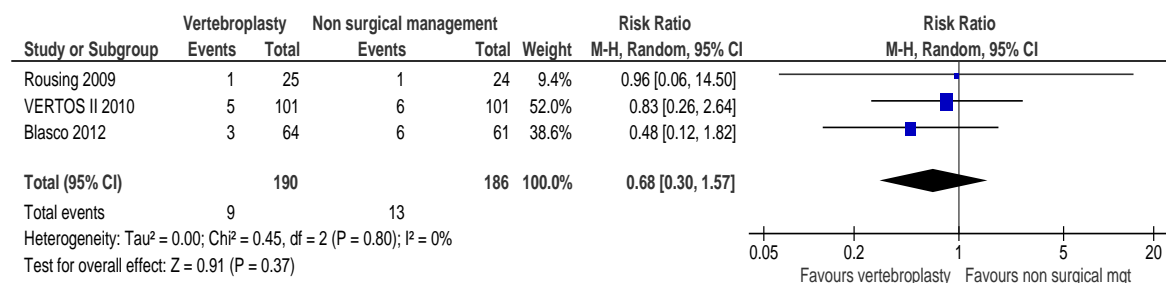 Vertebroplasty Non surgical management Risk Ratio Risk Ratio
Study or Subgroup Events Total Events Total Weight M-H, Random, 95% CI M-H, Random, 95% CI
Rousing 2009 1 25 1 24 9.4% 0.96 [0.06, 14.50]
VERTOS II 2010 5 101 6 101 52.0% 0.83 [0.26, 2.64]
Blasco 2012 3 64 6 61 38.6% 0.48 [0.12, 1.82]
Total (95% CI) 190 186 100.0% 0.68 [0.30, 1.57]
Total events 9 13
Heterogeneity: Tau² = 0.00; Chi² = 0.45, df = 2 (P = 0.80); I² = 0%
Test for overall effect: Z = 0.91 (P = 0.37)
0.05 0.2 1 5 20
Favours vertebroplasty Favours non surgical mgt